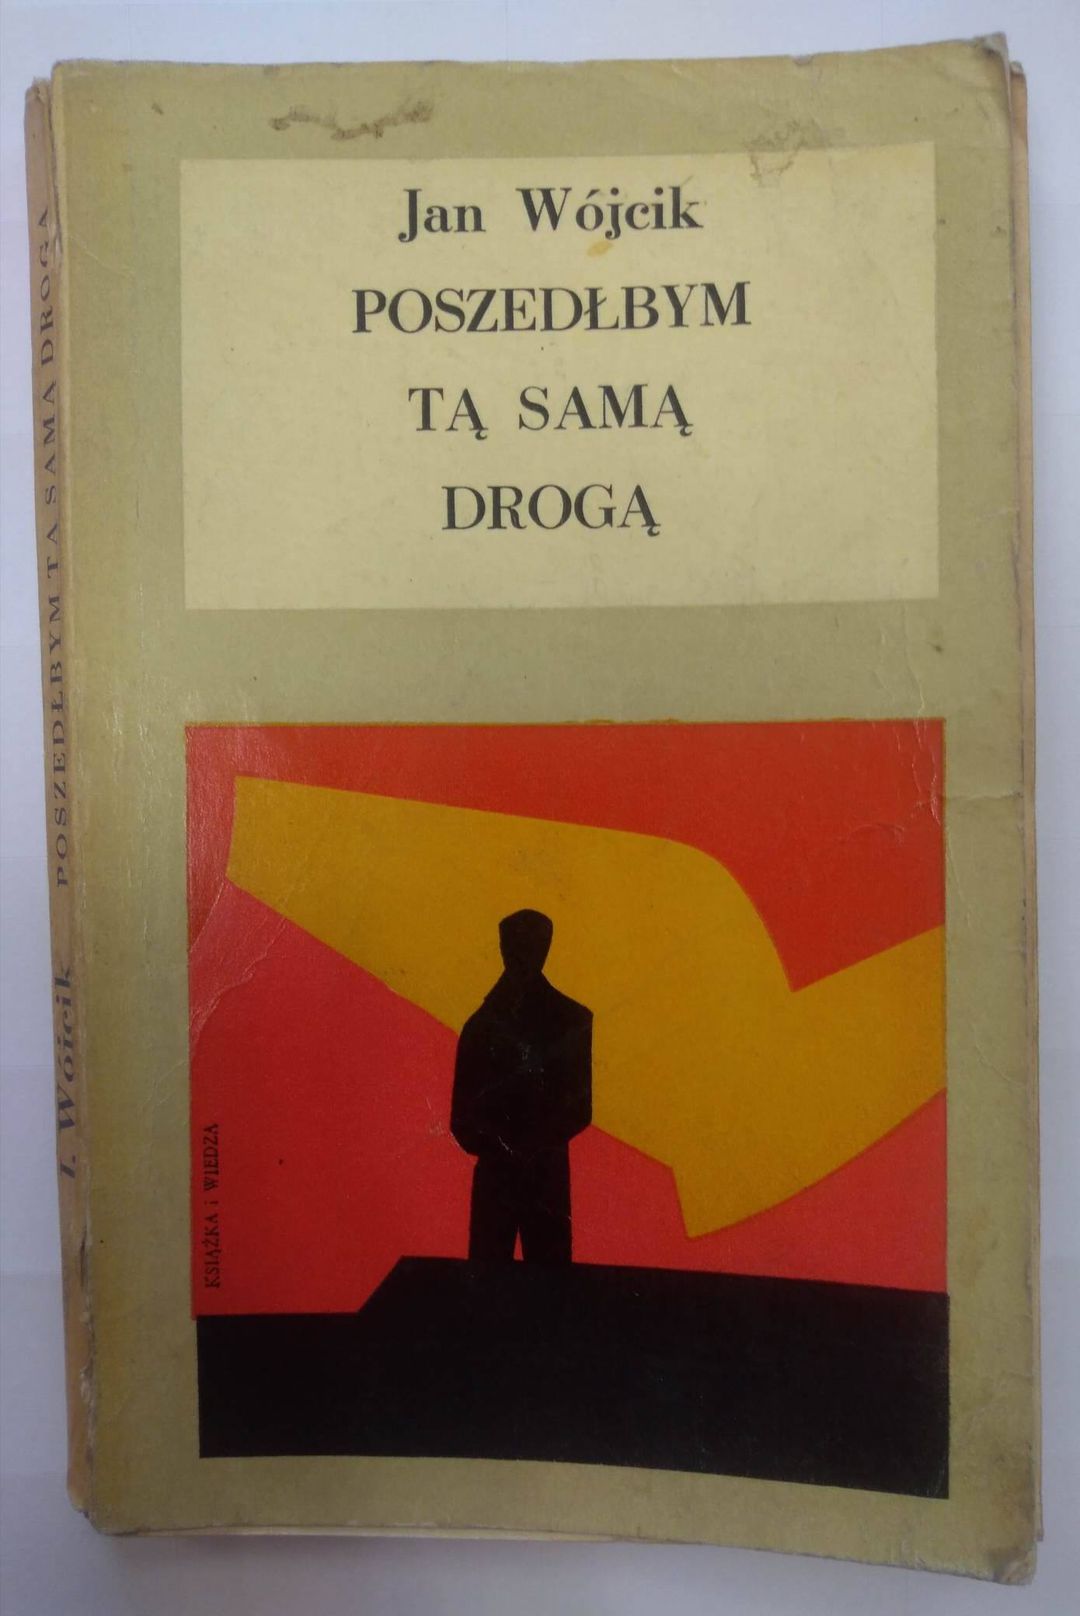 Jan Wójcik
POSZEDŁBYM
TĄ SAMĄ
DROGĄ
KSIĄŻKA i WIEDZA
J. Wójcik POSZEDŁBYM TĄ SAMĄ DROGĄ